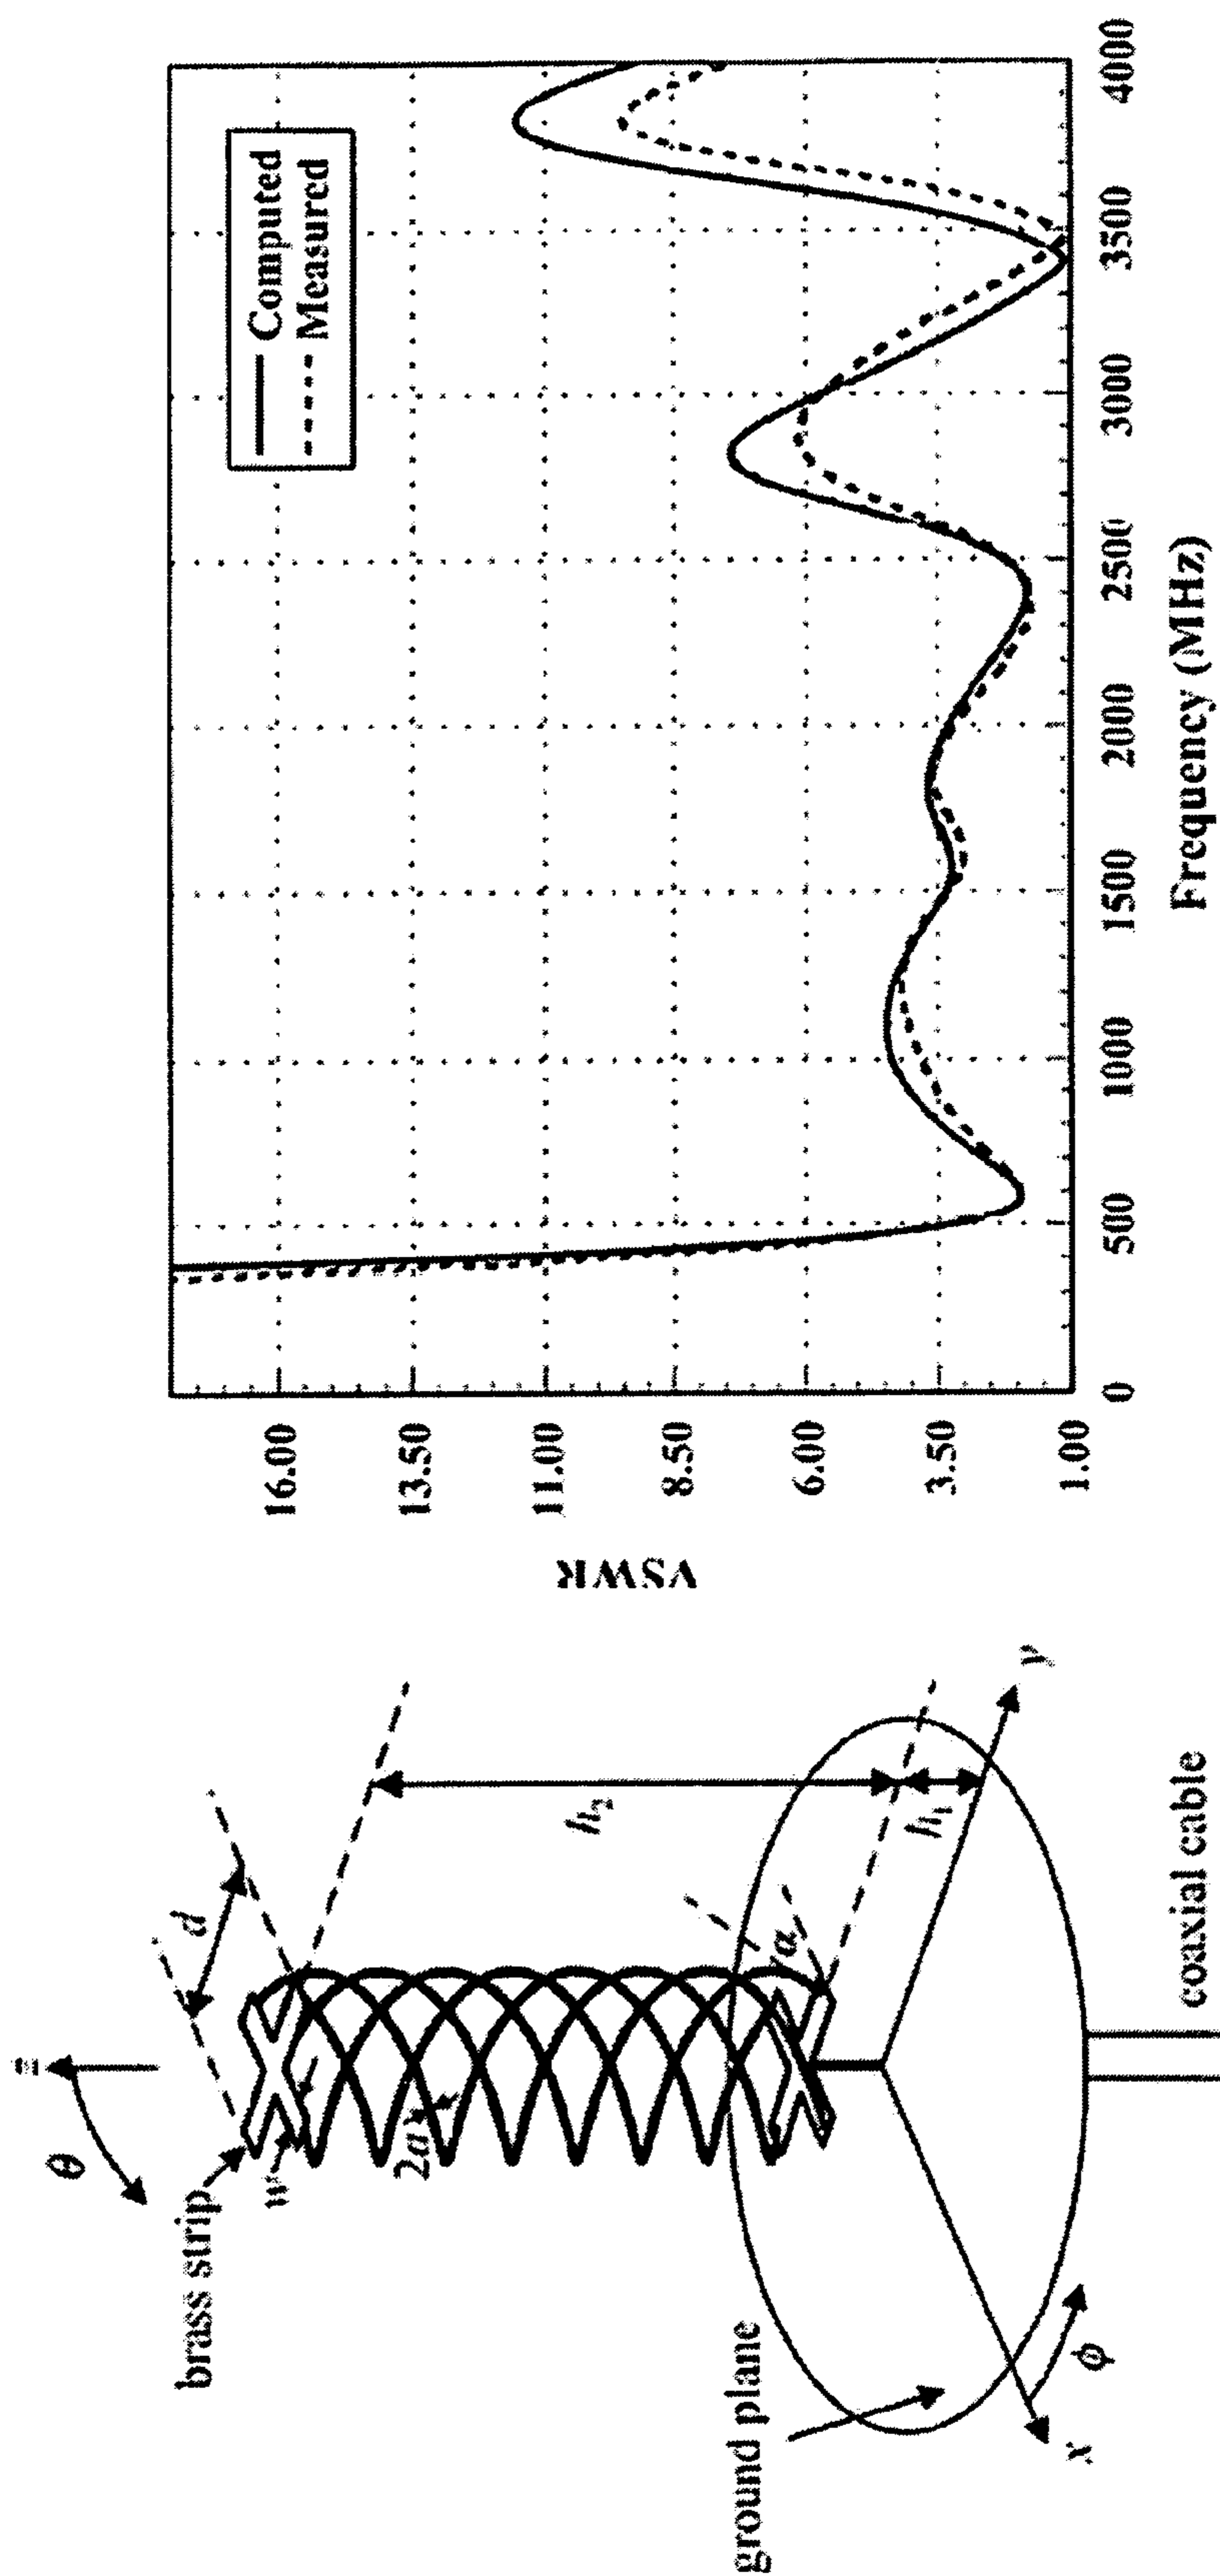 z
θ
brass strip
w
d
2a
h₂
α
h₁
ground plane
x
y
ϕ
coaxial cable
VSWR
16.00
13.50
11.00
8.50
6.00
3.50
1.00
Computed
Measured
0 500 1000 1500 2000 2500 3000 3500 4000
Frequency (MHz)